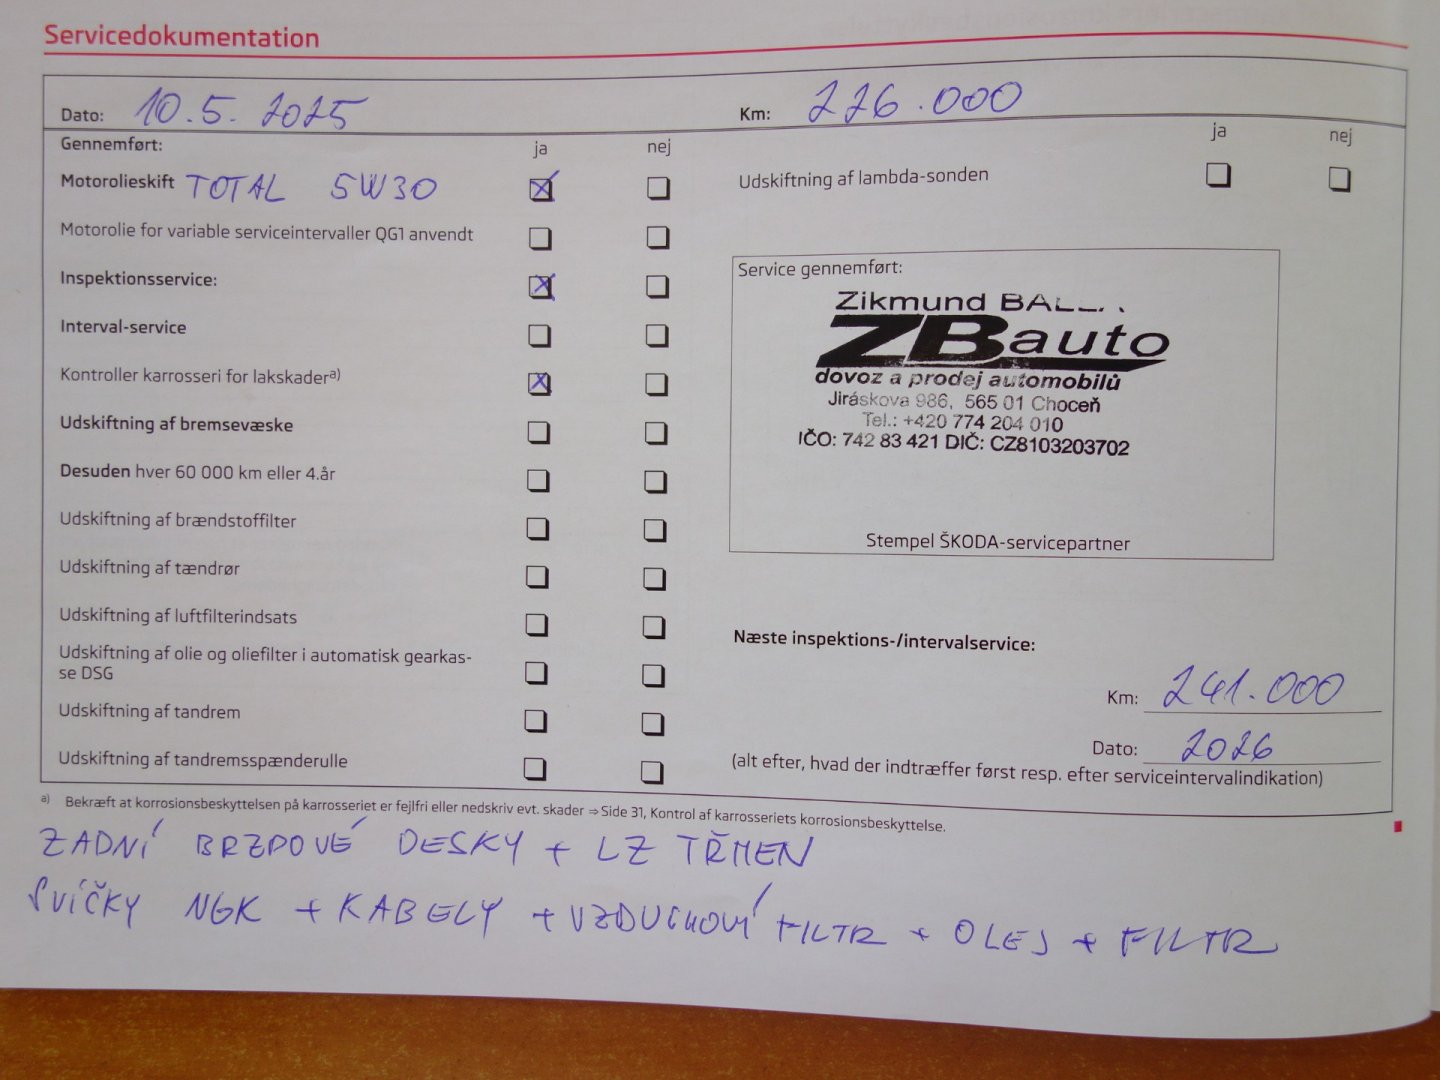 Servicedokumentation
Dato: 10.5. 2025
Km: 226.000
Gennemført: ja nej
Motorolieskift TOTAL 5W30
Motorolie for variable serviceintervaller QG1 anvendt
Inspektionsservice:
Interval-service
Kontroller karrosseri for lakskader a)
Udskiftning af bremsevæske
Desuden hver 60 000 km eller 4.år
Udskiftning af brændstoffilter
Udskiftning af tændrør
Udskiftning af luftfilterindsats
Udskiftning af olie og oliefilter i automatisk gearkas-
se DSG
Udskiftning af tandrem
Udskiftning af tandremsspænderulle
ja nej
Udskiftning af lambda-sonden
Service gennemført:
Zikmund
ZBauto
dovoz a prodej automobilů
Jiráskova 986, 565 01 Choceň
Tel.: +420 774 204 010
IČO: 742 83 421 DIČ: CZ8103203702
Stempel ŠKODA-servicepartner
Næste inspektions-/intervalservice:
Km: 241.000
Dato: 2026
(alt efter, hvad der indtræffer først resp. efter serviceintervalindikation)
a) Bekræft at korrosionsbeskyttelsen på karrosseriet er fejlfri eller nedskriv evt. skader ⇒ Side 31, Kontrol af karrosseriets korrosionsbeskyttelse.
ZADNÍ BRZDOVÉ DESKY + LZ TŘMEN
SVÍČKY NGK + KABELY + VZDUCHOVÝ FILTR + OLEJ + FILTR